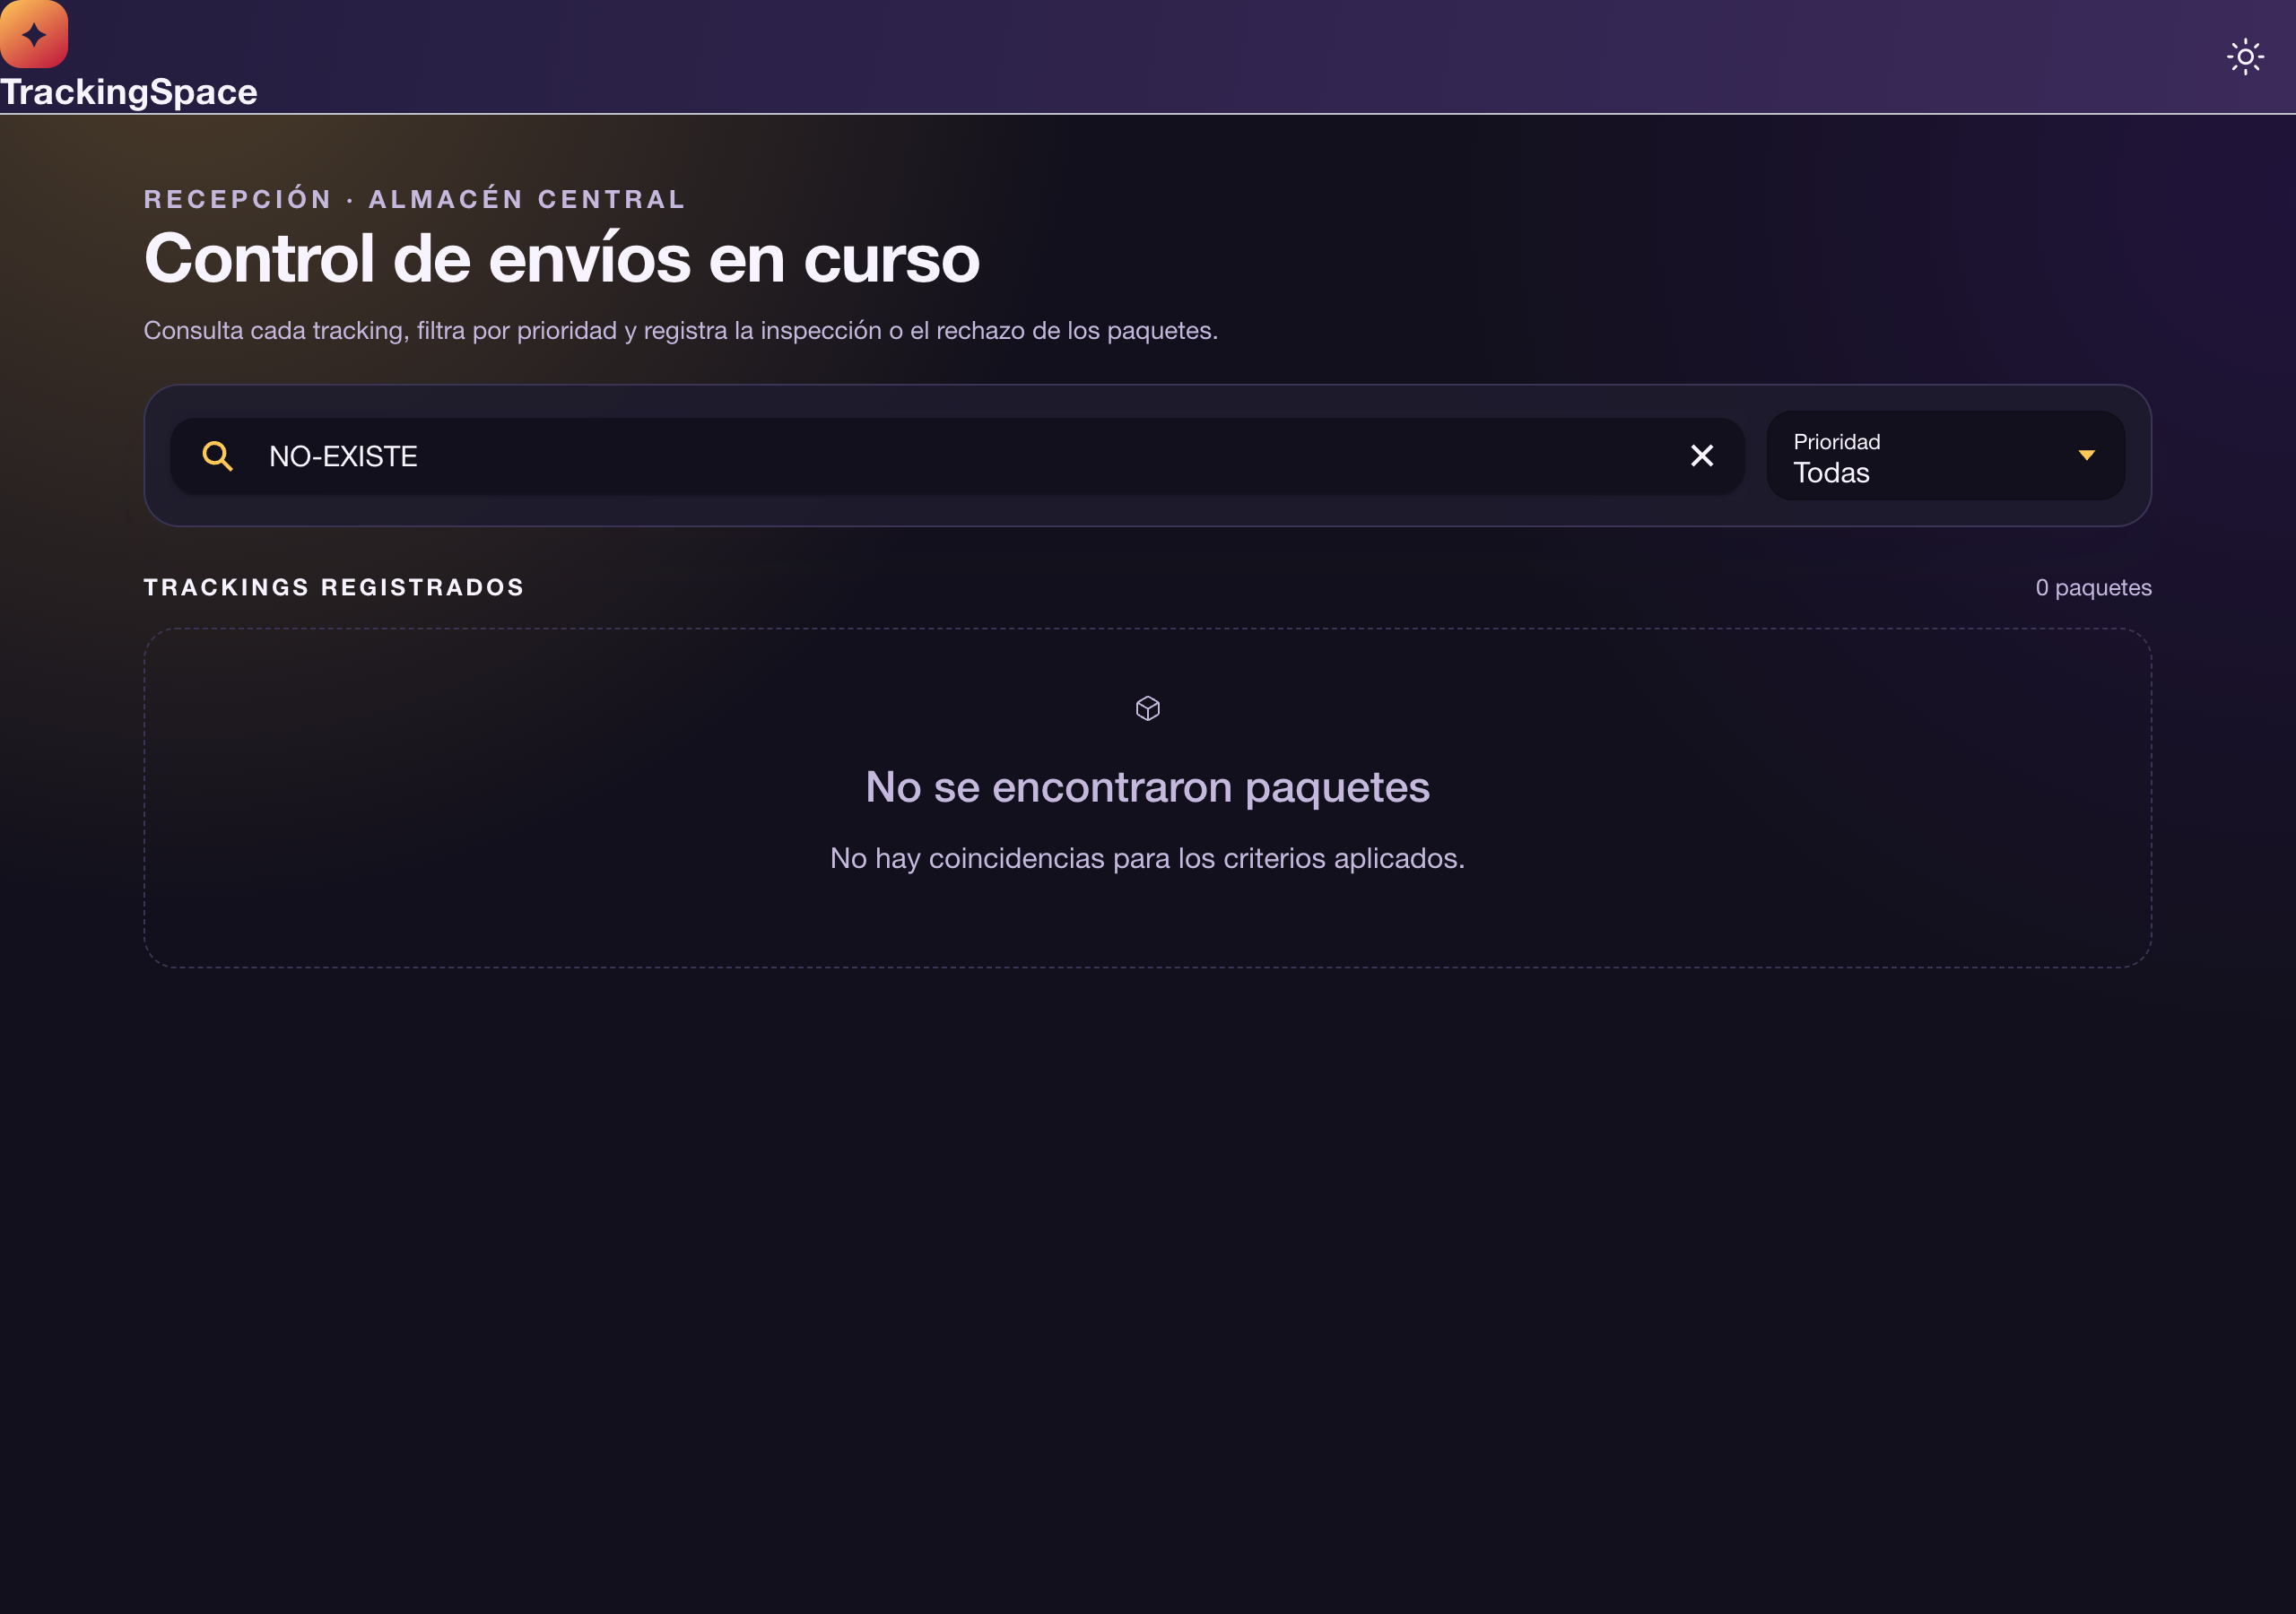 TrackingSpace
RECEPCIÓN · ALMACÉN CENTRAL
Control de envíos en curso
Consulta cada tracking, filtra por prioridad y registra la inspección o el rechazo de los paquetes.
NO-EXISTE
Prioridad
Todas
TRACKINGS REGISTRADOS
0 paquetes
No se encontraron paquetes
No hay coincidencias para los criterios aplicados.